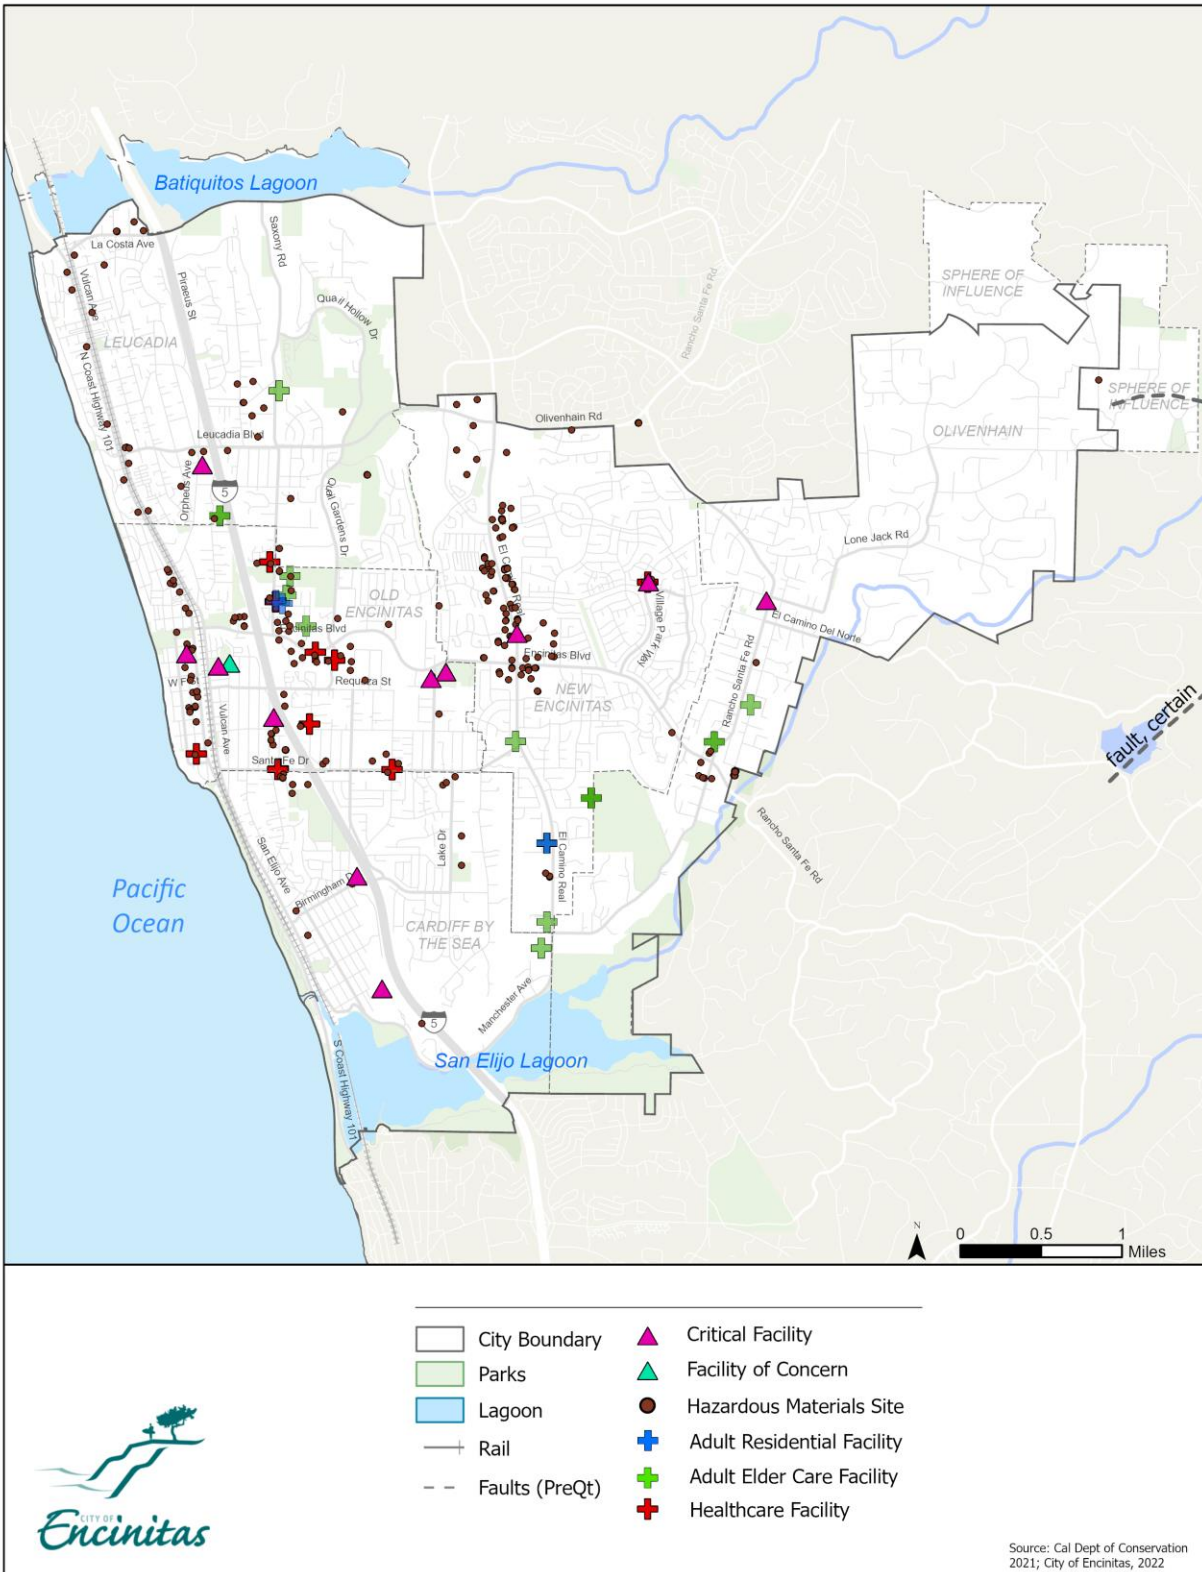 Batiquitos Lagoon
La Costa Ave
Saxony Rd
Vulcan Ave
Piraeus St
Quail Hollow Dr
Rancho Santa Fe Rd
SPHERE OF
INFLUENCE
LEUCADIA
N Coast Highway 101
SPHERE OF
INFLUENCE
Olivenhain Rd
Leucadia Blvd
OLIVENHAIN
Orpheus Ave
5
Quail Gardens Dr
Lone Jack Rd
El Camino Real
OLD
ENCINITAS
Village Park Way
El Camino Del Norte
Encinitas Blvd
Encinitas Blvd
Rancho Santa Fe Rd
W F St
Requeza St
NEW
ENCINITAS
Vulcan Ave
fault, certain
Santa Fe Dr
San Elijo Ave
Lake Dr
El Camino Real
Rancho Santa Fe Rd
Birmingham Dr
Pacific
Ocean
CARDIFF BY
THE SEA
Manchester Ave
5
S Coast Highway 101
San Elijo Lagoon
N
0 0.5 1
Miles
City Boundary
Parks
Lagoon
Rail
Faults (PreQt)
Critical Facility
Facility of Concern
Hazardous Materials Site
Adult Residential Facility
Adult Elder Care Facility
Healthcare Facility
CITY OF
Encinitas
Source: Cal Dept of Conservation
2021; City of Encinitas, 2022